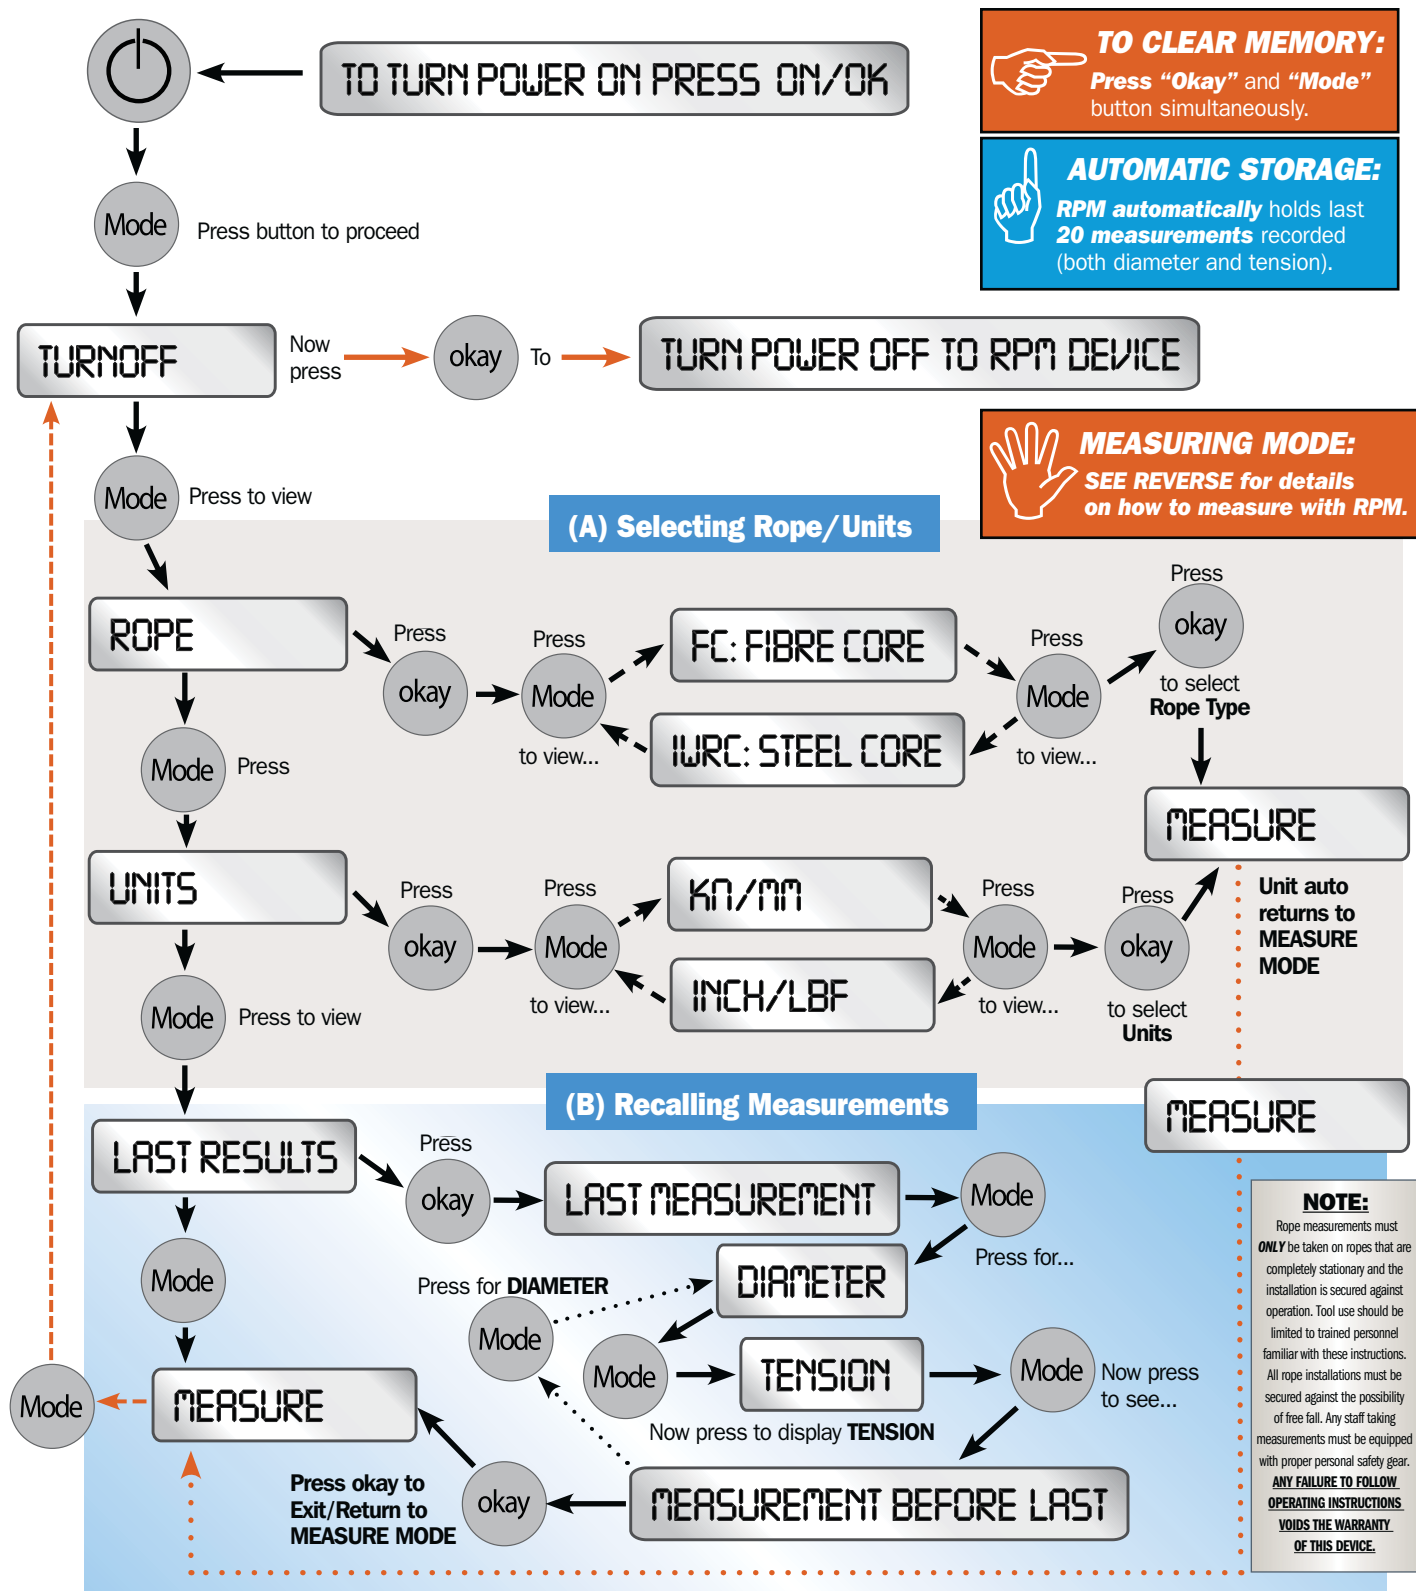 TO TURN POWER ON PRESS ON/OK
TO CLEAR MEMORY:
Press “Okay” and “Mode”
button simultaneously.
AUTOMATIC STORAGE:
RPM automatically holds last
20 measurements recorded
(both diameter and tension).
Mode
Press button to proceed
TURNOFF
Now
press
okay
To
TURN POWER OFF TO RPM DEVICE
MEASURING MODE:
SEE REVERSE for details
on how to measure with RPM.
Mode
Press to view
(A) Selecting Rope/Units
ROPE
Press
okay
Press
Mode
to view...
FC: FIBRE CORE
IWRC: STEEL CORE
Press
Mode
to view...
Press
okay
to select
Rope Type
Mode
Press
MEASURE
UNITS
Press
okay
Press
Mode
to view...
KN/MM
INCH/LBF
Press
Mode
to view...
Press
okay
to select
Units
Unit auto
returns to
MEASURE
MODE
Mode
Press to view
(B) Recalling Measurements
MEASURE
LAST RESULTS
Press
okay
LAST MEASUREMENT
Mode
Press for...
Mode
Press for DIAMETER
DIAMETER
Mode
Mode
TENSION
Mode
Now press
to see...
Now press to display TENSION
Mode
MEASURE
Press okay to
Exit/Return to
MEASURE MODE
okay
MEASUREMENT BEFORE LAST
NOTE:
Rope measurements must
ONLY be taken on ropes that are
completely stationary and the
installation is secured against
operation. Tool use should be
limited to trained personnel
familiar with these instructions.
All rope installations must be
secured against the possibility
of free fall. Any staff taking
measurements must be equipped
with proper personal safety gear.
ANY FAILURE TO FOLLOW
OPERATING INSTRUCTIONS
VOIDS THE WARRANTY
OF THIS DEVICE.